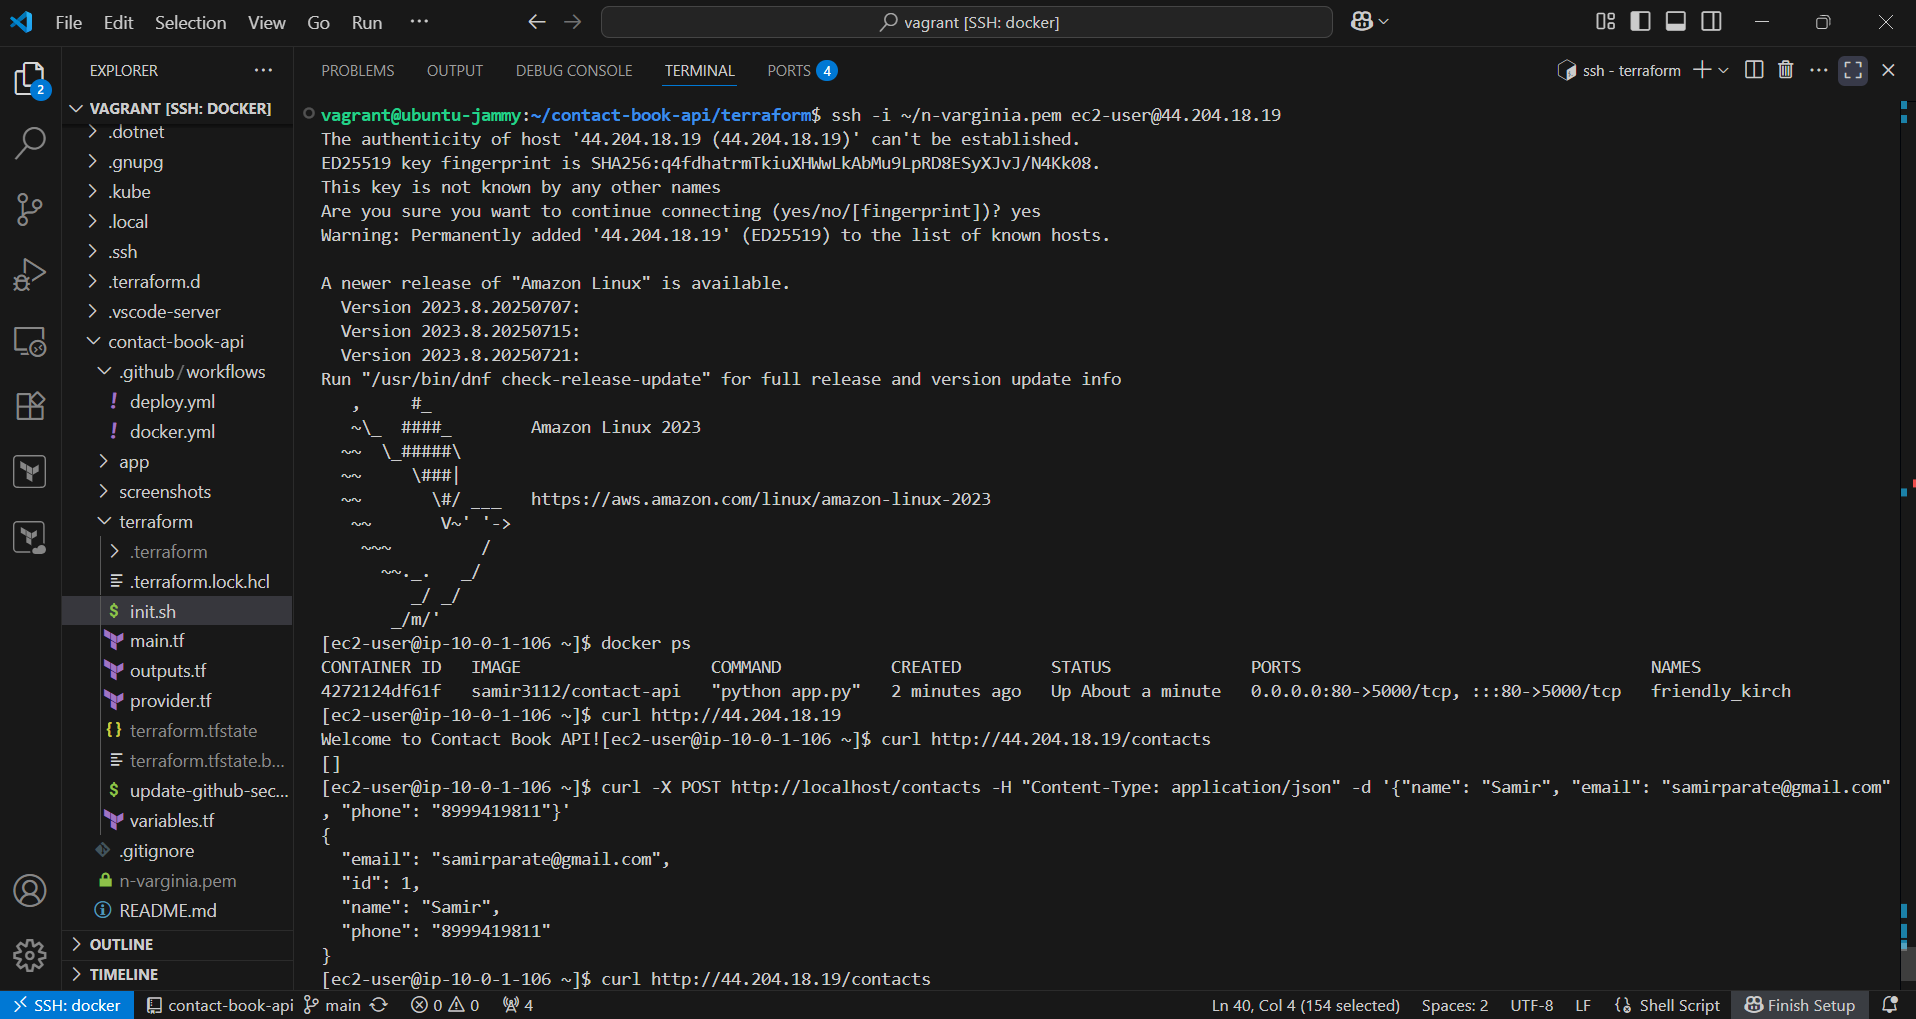 File Edit Selection View Go Run ··· vagrant [SSH: docker]
EXPLORER ···
VAGRANT [SSH: DOCKER]
.dotnet
.gnupg
.kube
.local
.ssh
.terraform.d
.vscode-server
contact-book-api
.github/workflows
! deploy.yml
! docker.yml
app
screenshots
terraform
.terraform
.terraform.lock.hcl
$ init.sh
main.tf
outputs.tf
provider.tf
{} terraform.tfstate
terraform.tfstate.b...
$ update-github-sec...
variables.tf
.gitignore
n-varginia.pem
README.md
OUTLINE
TIMELINE
2
PROBLEMS OUTPUT DEBUG CONSOLE TERMINAL PORTS 4 ssh - terraform ···
vagrant@ubuntu-jammy:~/contact-book-api/terraform$ ssh -i ~/n-varginia.pem ec2-user@44.204.18.19
The authenticity of host '44.204.18.19 (44.204.18.19)' can't be established.
ED25519 key fingerprint is SHA256:q4fdhatrmTkiuXHWwLkAbMu9LpRD8ESyXJvJ/N4Kk08.
This key is not known by any other names
Are you sure you want to continue connecting (yes/no/[fingerprint])? yes
Warning: Permanently added '44.204.18.19' (ED25519) to the list of known hosts.
A newer release of "Amazon Linux" is available.
  Version 2023.8.20250707:
  Version 2023.8.20250715:
  Version 2023.8.20250721:
Run "/usr/bin/dnf check-release-update" for full release and version update info
   ,     #_
   ~\_  ####_        Amazon Linux 2023
  ~~  \_#####\
  ~~     \###|
  ~~       \#/ ___   https://aws.amazon.com/linux/amazon-linux-2023
   ~~       V~' '->
    ~~~         /
      ~~._.   _/
         _/ _/
       _/m/'
[ec2-user@ip-10-0-1-106 ~]$ docker ps
CONTAINER ID   IMAGE                   COMMAND           CREATED         STATUS              PORTS                                   NAMES
4272124df61f   samir3112/contact-api   "python app.py"   2 minutes ago   Up About a minute   0.0.0.0:80->5000/tcp, :::80->5000/tcp   friendly_kirch
[ec2-user@ip-10-0-1-106 ~]$ curl http://44.204.18.19
Welcome to Contact Book API![ec2-user@ip-10-0-1-106 ~]$ curl http://44.204.18.19/contacts
[]
[ec2-user@ip-10-0-1-106 ~]$ curl -X POST http://localhost/contacts -H "Content-Type: application/json" -d '{"name": "Samir", "email": "samirparate@gmail.com"
, "phone": "8999419811"}'
{
  "email": "samirparate@gmail.com",
  "id": 1,
  "name": "Samir",
  "phone": "8999419811"
}
[ec2-user@ip-10-0-1-106 ~]$ curl http://44.204.18.19/contacts
SSH: docker contact-book-api main 0 0 4 Ln 40, Col 4 (154 selected) Spaces: 2 UTF-8 LF Shell Script Finish Setup